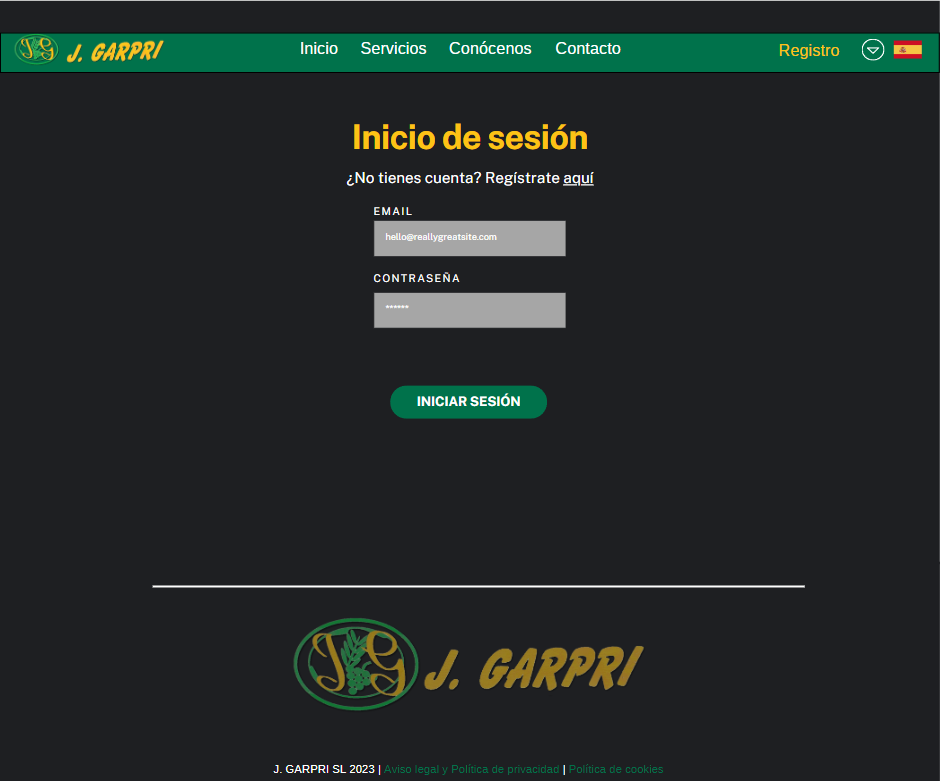 JG J. GARPRI
Inicio Servicios Conócenos Contacto
Registro
Inicio de sesión
¿No tienes cuenta? Regístrate aquí
EMAIL
hello@reallygreatsite.com
CONTRASEÑA
******
INICIAR SESIÓN
JG J. GARPRI
J. GARPRI SL 2023 | Aviso legal y Política de privacidad | Política de cookies